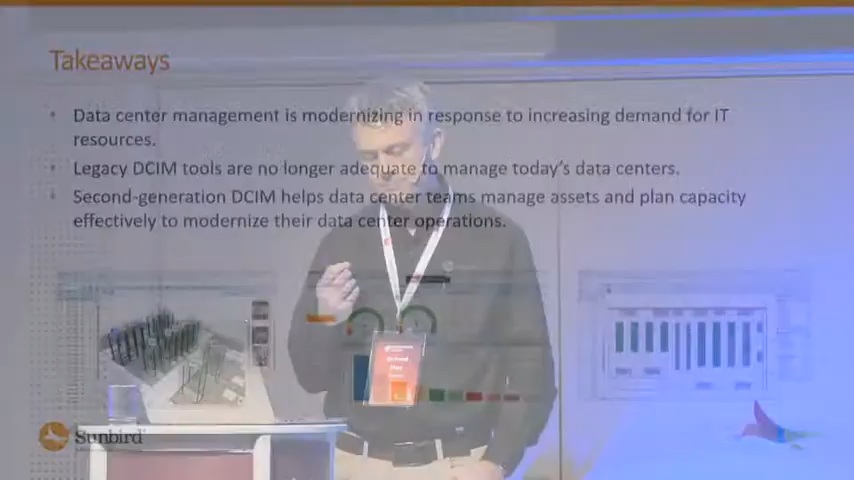 Takeaways
• Data center management is modernizing in response to increasing demand for IT
resources.
• Legacy DCIM tools are no longer adequate to manage today's data centers.
• Second-generation DCIM helps data center teams manage assets and plan capacity
effectively to modernize their data center operations.
Sunbird